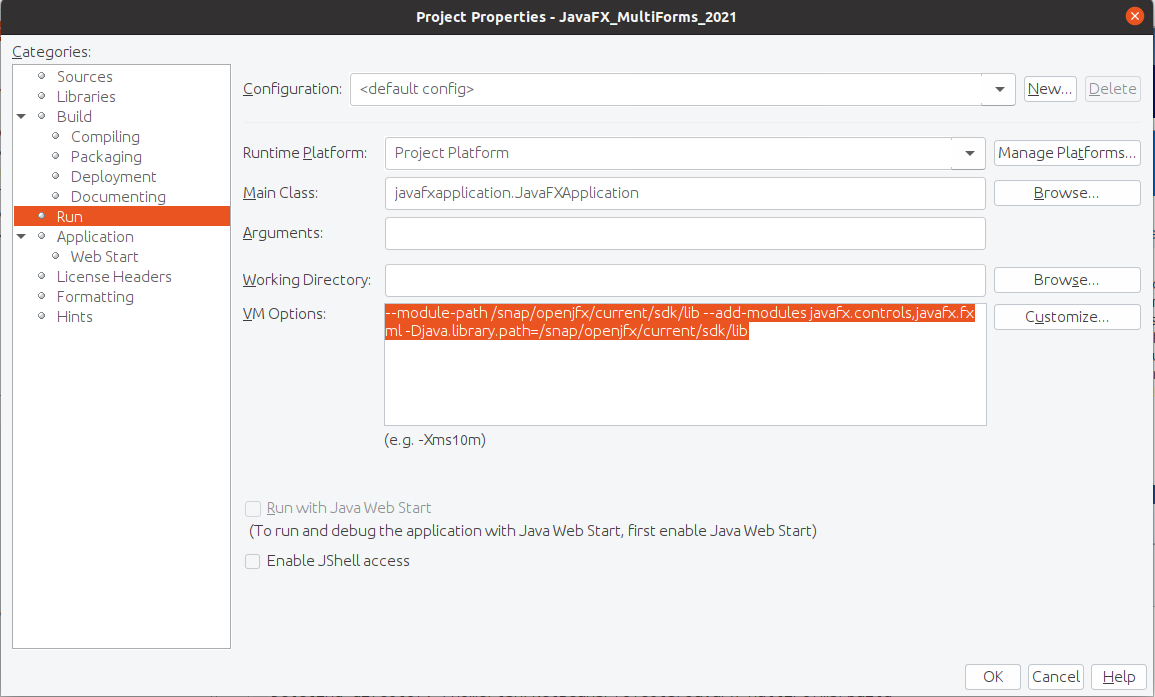 Project Properties - JavaFX_MultiForms_2021
Categories:
Sources
Libraries
Build
Compiling
Packaging
Deployment
Documenting
Run
Application
Web Start
License Headers
Formatting
Hints
Configuration: <default config> New... Delete
Runtime Platform: Project Platform Manage Platforms...
Main Class: javafxapplication.JavaFXApplication Browse...
Arguments:
Working Directory: Browse...
VM Options: --module-path /snap/openjfx/current/sdk/lib --add-modules javafx.controls,javafx.fx Customize...
ml -Djava.library.path=/snap/openjfx/current/sdk/lib
(e.g. -Xms10m)
Run with Java Web Start
(To run and debug the application with Java Web Start, first enable Java Web Start)
Enable JShell access
OK Cancel Help